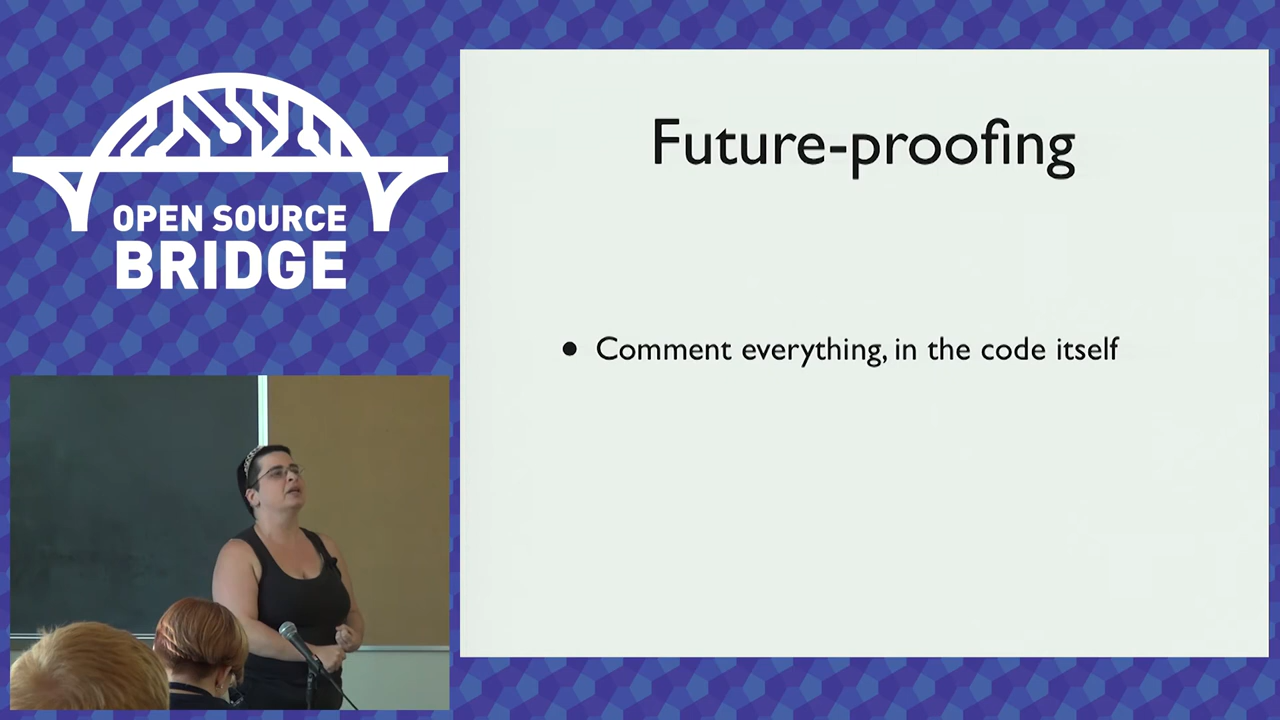 OPEN SOURCE
BRIDGE
Future-proofing
• Comment everything, in the code itself